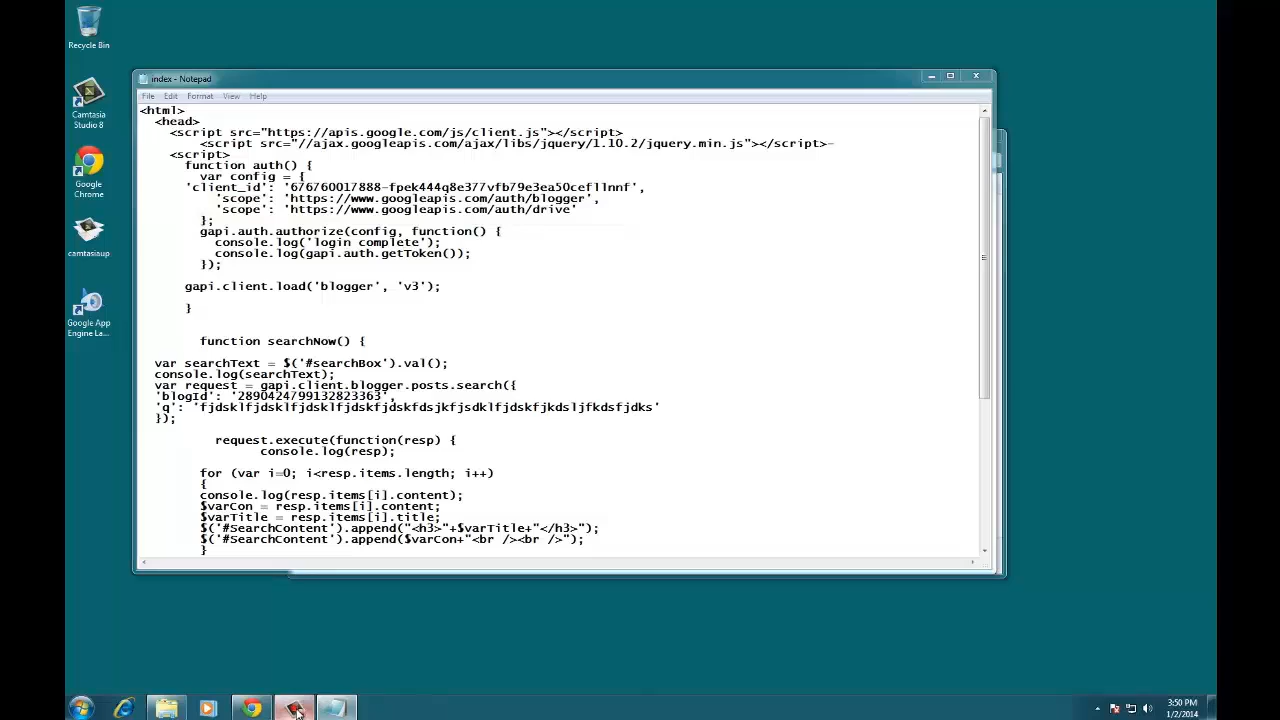 Recycle Bin
Camtasia
Studio 8
Google
Chrome
camtasiaup
Google App
Engine La...
index - Notepad
File Edit Format View Help
<html>
<head>
<script src="https://apis.google.com/js/client.js"></script>
<script src="//ajax.googleapis.com/ajax/libs/jquery/1.10.2/jquery.min.js"></script>
<script>
function auth() {
var config = {
'client_id': '676760017888-fpek444q8e377vfb79e3ea50cef1lnnf',
'scope': 'https://www.googleapis.com/auth/blogger',
'scope': 'https://www.googleapis.com/auth/drive'
};
gapi.auth.authorize(config, function() {
console.log('login complete');
console.log(gapi.auth.getToken());
});
gapi.client.load('blogger', 'v3');
}
function searchNow() {
var searchText = $('#searchBox').val();
console.log(searchText);
var request = gapi.client.blogger.posts.search({
'blogId': '2890424799132823363',
'q': 'fjdsklfjdsklfjdsklfjdskfjdskfdsjkfjsdklfjdskfjkdsljfkdsfjdks'
});
request.execute(function(resp) {
console.log(resp);
for (var i=0; i<resp.items.length; i++)
{
console.log(resp.items[i].content);
$varCon = resp.items[i].content;
$varTitle = resp.items[i].title;
$('#SearchContent').append("<h3>"+$varTitle+"</h3>");
$('#SearchContent').append($varCon+"<br /><br />");
}
3:50 PM
1/2/2014